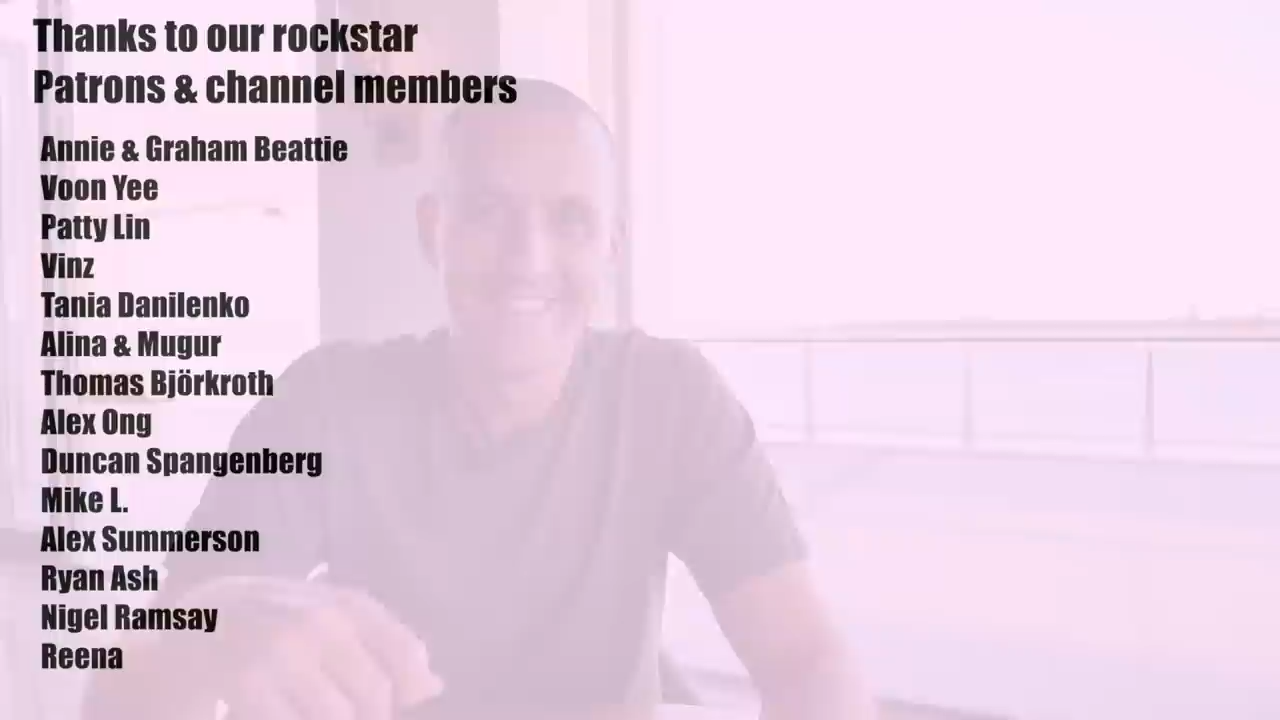 Thanks to our rockstar
Patrons & channel members
Annie & Graham Beattie
Voon Yee
Patty Lin
Vinz
Tania Danilenko
Alina & Mugur
Thomas Björkroth
Alex Ong
Duncan Spangenberg
Mike L.
Alex Summerson
Ryan Ash
Nigel Ramsay
Reena